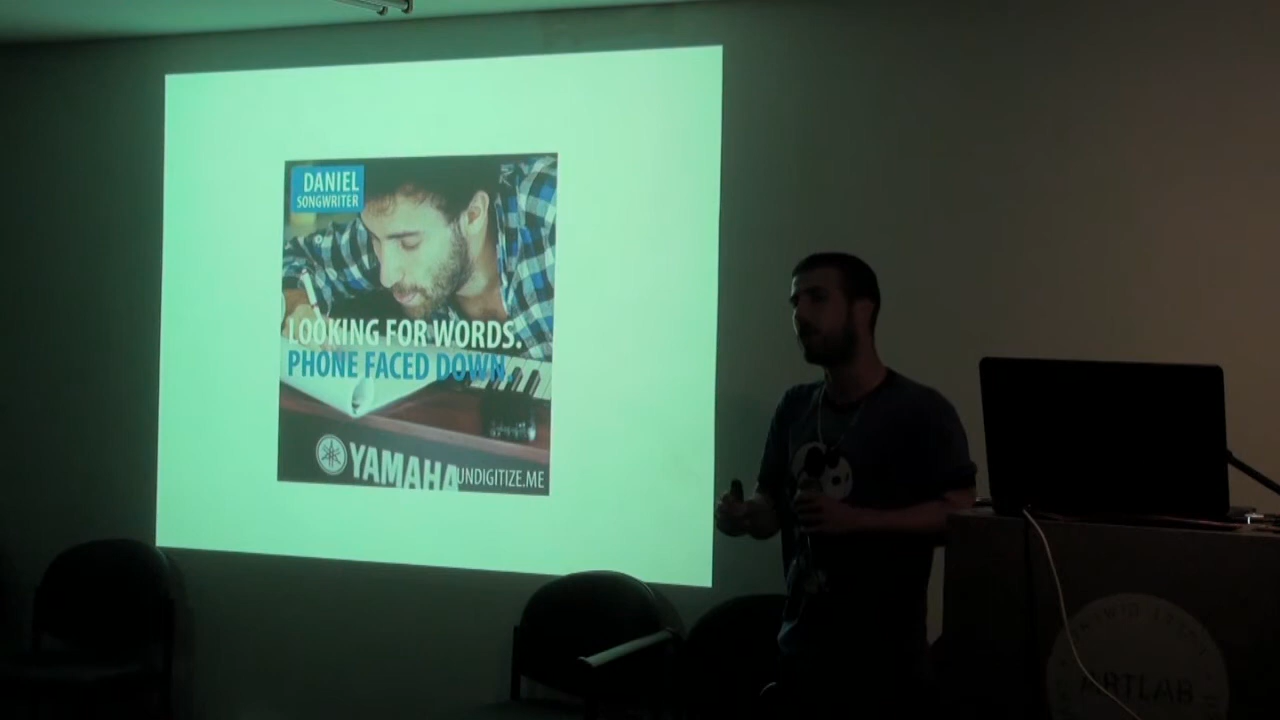 DANIEL
SONGWRITER
LOOKING FOR WORDS.
PHONE FACED DOWN.
YAMAHA
UNDIGITIZE.ME
ARTLAB